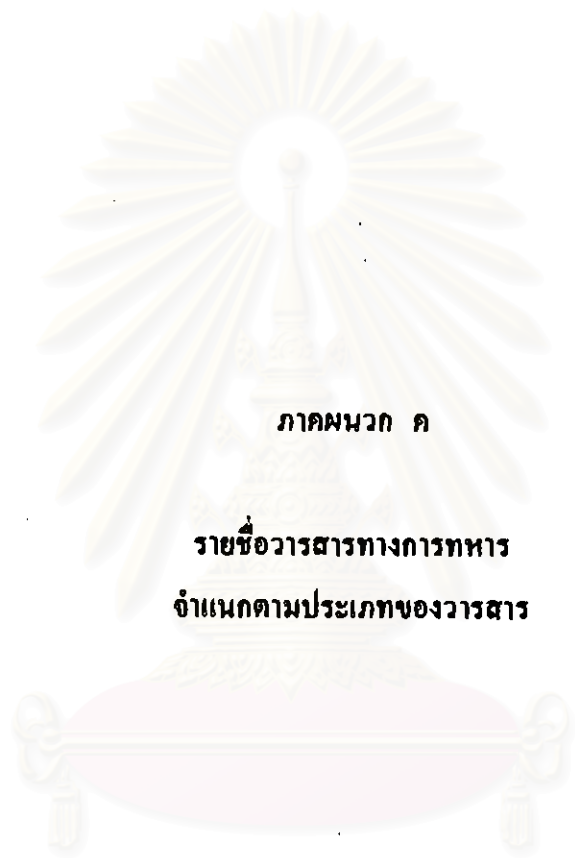 ภาคผนวก ค
รายชื่อวารสารทางการทหาร
จำแนกตามประเภทของวารสาร